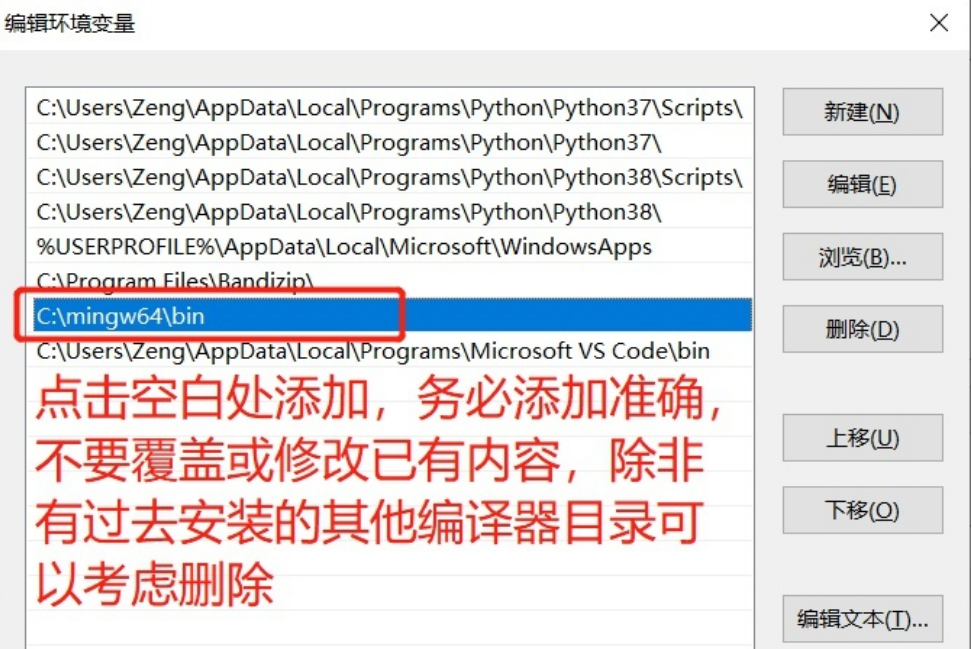 编辑环境变量
C:\Users\Zeng\AppData\Local\Programs\Python\Python37\Scripts\
C:\Users\Zeng\AppData\Local\Programs\Python\Python37\
C:\Users\Zeng\AppData\Local\Programs\Python\Python38\Scripts\
C:\Users\Zeng\AppData\Local\Programs\Python\Python38\
%USERPROFILE%\AppData\Local\Microsoft\WindowsApps
C:\Program Files\Bandizip\
C:\mingw64\bin
C:\Users\Zeng\AppData\Local\Programs\Microsoft VS Code\bin
点击空白处添加，务必添加准确，
不要覆盖或修改已有内容，除非
有过去安装的其他编译器目录可
以考虑删除
新建(N)
编辑(E)
浏览(B)...
删除(D)
上移(U)
下移(O)
编辑文本(T)...